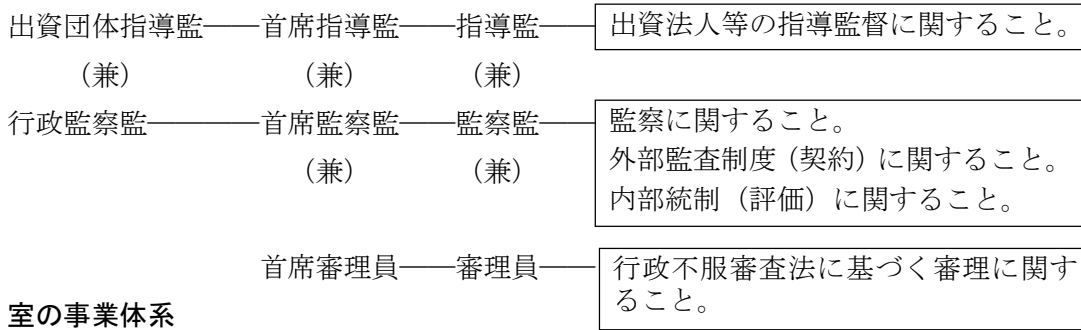 出資団体指導監――首席指導監――指導監――出資法人等の指導監督に関すること。
（兼）（兼）（兼）
行政監察監――――首席監察監――監察監――監察に関すること。
外部監査制度（契約）に関すること。
（兼）（兼）
内部統制（評価）に関すること。
首席審理員――審理員――行政不服審査法に基づく審理に関す
ること。
室の事業体系